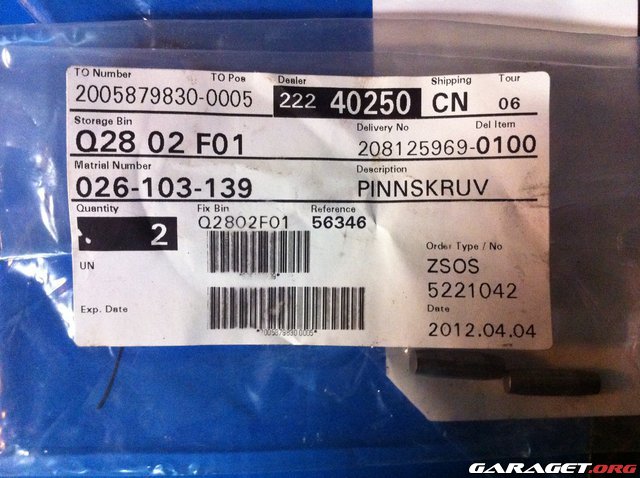 TO Number TO Pos Dealer Shipping Tour
2005879830-0005 222 40250 CN 06
Storage Bin Delivery No Del Item
Q28 02 F01 208125969-0100
Matrial Number Description
026-103-139 PINNSKRUV
Quantity Fix Bin Reference
2 Q2802F01 56346
Order Type / No
UN ZSOS
5221042
Exp. Date Date
*2005879830.0005* 2012.04.04
GARAGET.ORG